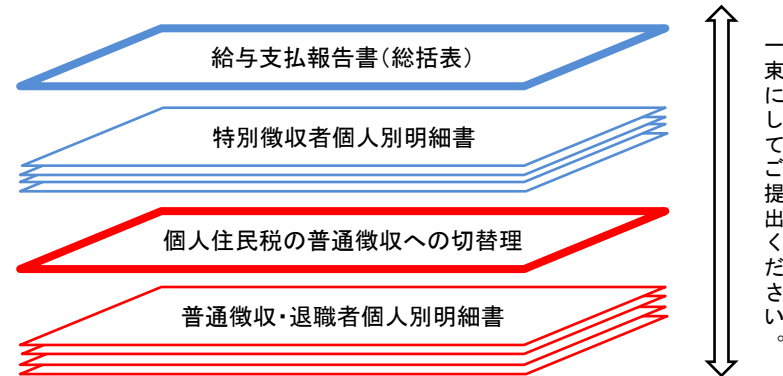 給与支払報告書（総括表）
特別徴収者個人別明細書
個人住民税の普通徴収への切替理
普通徴収・退職者個人別明細書
一束にしてご提出ください。